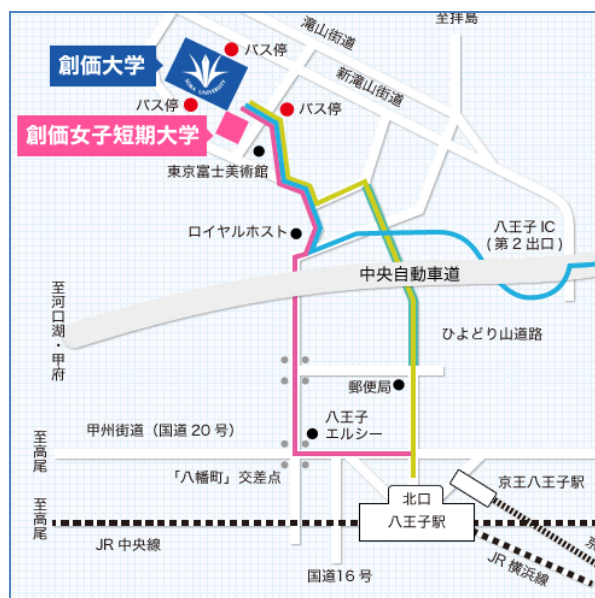 至拝島
滝山街道
バス停
創価大学
SOKA UNIVERSITY
新滝山街道
バス停
バス停
創価女子短期大学
東京富士美術館
ロイヤルホスト
八王子 IC
(第2出口)
中央自動車道
至河口湖・甲府
ひよどり山道路
郵便局
八王子
エルシー
甲州街道（国道 20 号）
至高尾
「八幡町」交差点
京王八王子駅
北口
八王子駅
至高尾
JR 中央線
京
JR 横浜線
国道16 号